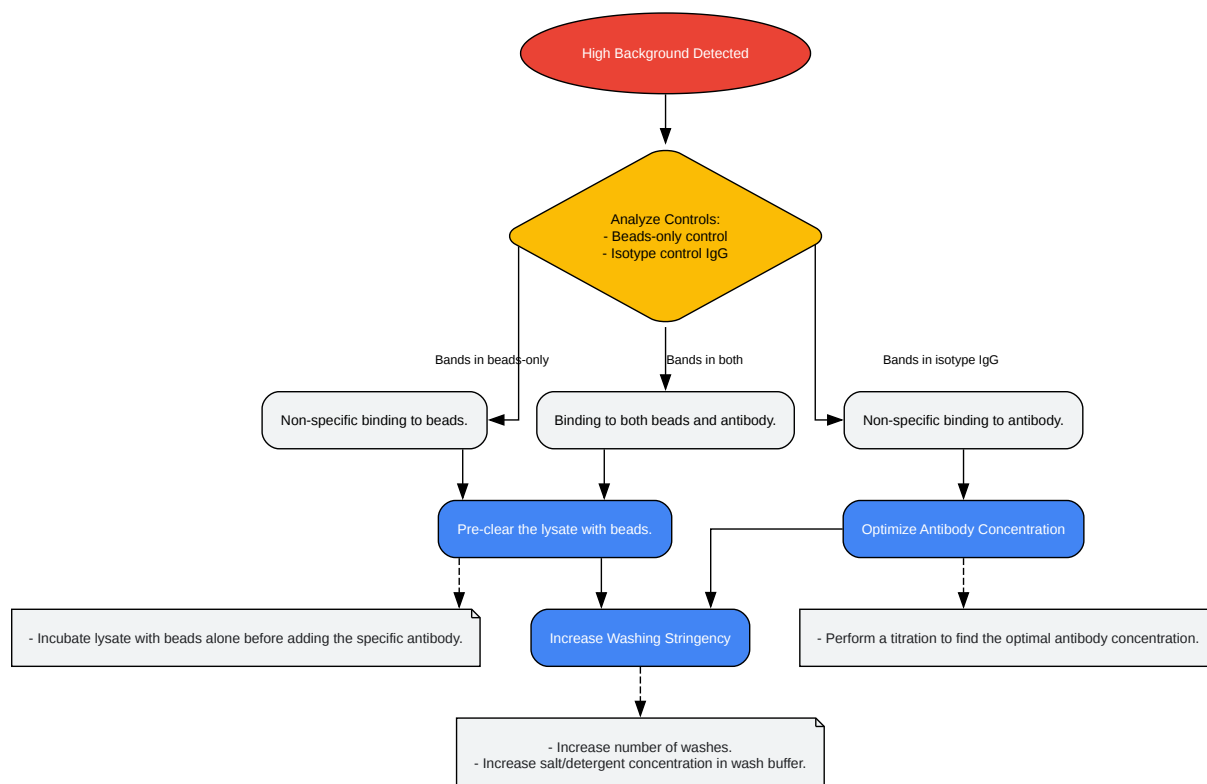 High Background Detected
Analyze Controls:
- Beads-only control
- Isotype control IgG
Bands in beads-only
Bands in both
Bands in isotype IgG
Non-specific binding to beads.
Binding to both beads and antibody.
Non-specific binding to antibody.
Pre-clear the lysate with beads.
Optimize Antibody Concentration
- Incubate lysate with beads alone before adding the specific antibody.
Increase Washing Stringency
- Perform a titration to find the optimal antibody concentration.
- Increase number of washes.
- Increase salt/detergent concentration in wash buffer.